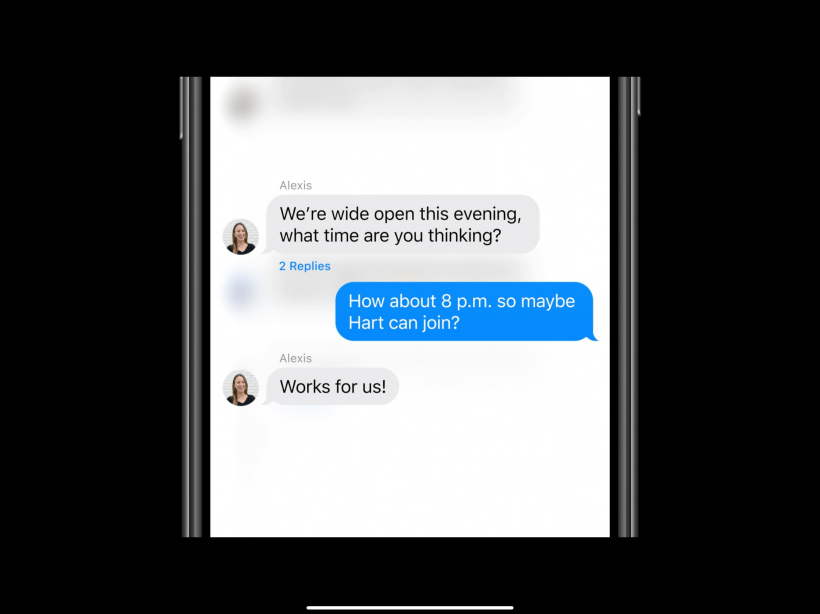 Alexis
We’re wide open this evening,
what time are you thinking?
2 Replies
How about 8 p.m. so maybe
Hart can join?
Alexis
Works for us!